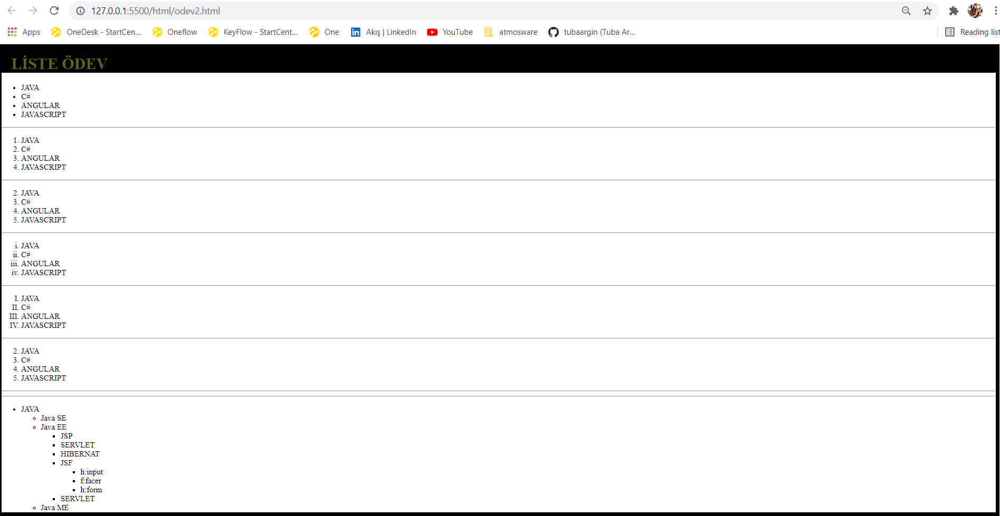 127.0.0.1:5500/html/odev2.html
Apps OneDesk - StartCen... Oneflow KeyFlow - StartCent... One Akış | LinkedIn YouTube atmosware tubaargin (Tuba Ar... Reading list
LİSTE ÖDEV
• JAVA
• C#
• ANGULAR
• JAVASCRIPT
1. JAVA
2. C#
3. ANGULAR
4. JAVASCRIPT
2. JAVA
3. C#
4. ANGULAR
5. JAVASCRIPT
i. JAVA
ii. C#
iii. ANGULAR
iv. JAVASCRIPT
I. JAVA
II. C#
III. ANGULAR
IV. JAVASCRIPT
2. JAVA
3. C#
4. ANGULAR
5. JAVASCRIPT
• JAVA
◦ Java SE
◦ Java EE
▪ JSP
▪ SERVLET
▪ HIBERNAT
▪ JSF
▪ h:input
▪ f:facer
▪ h:form
▪ SERVLET
◦ Java ME